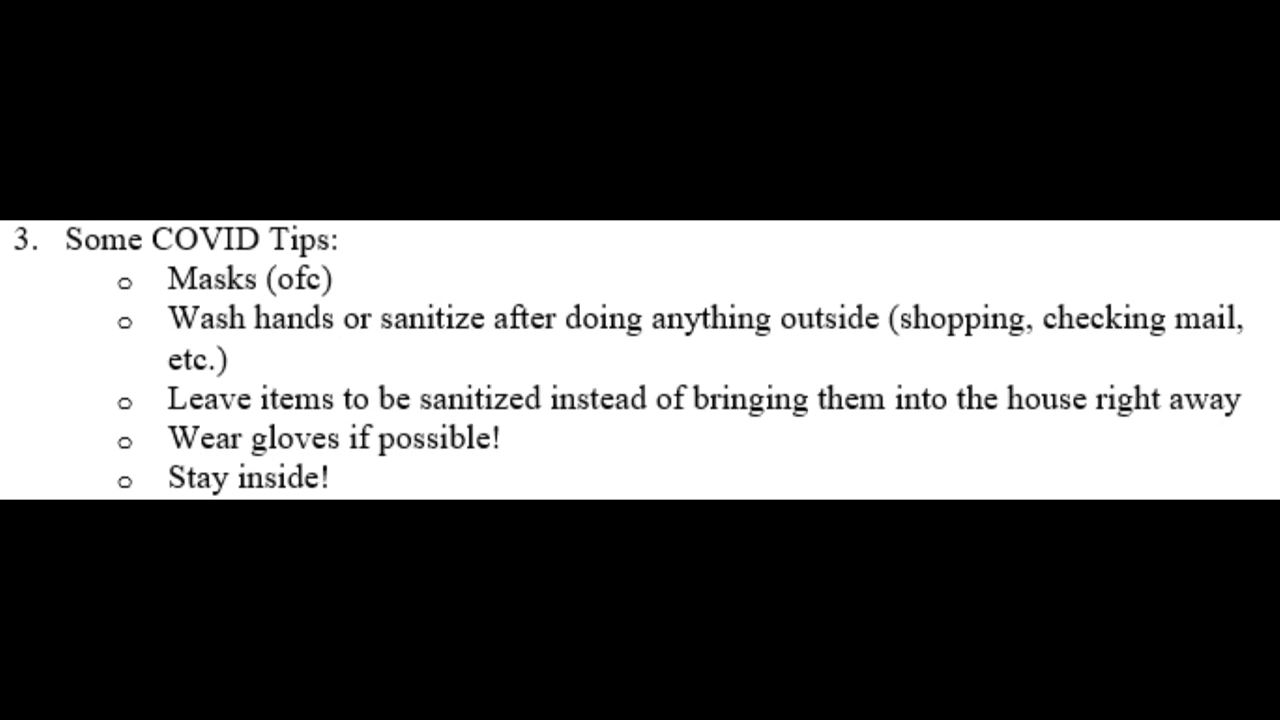 3. Some COVID Tips:
o Masks (ofc)
o Wash hands or sanitize after doing anything outside (shopping, checking mail,
etc.)
o Leave items to be sanitized instead of bringing them into the house right away
o Wear gloves if possible!
o Stay inside!